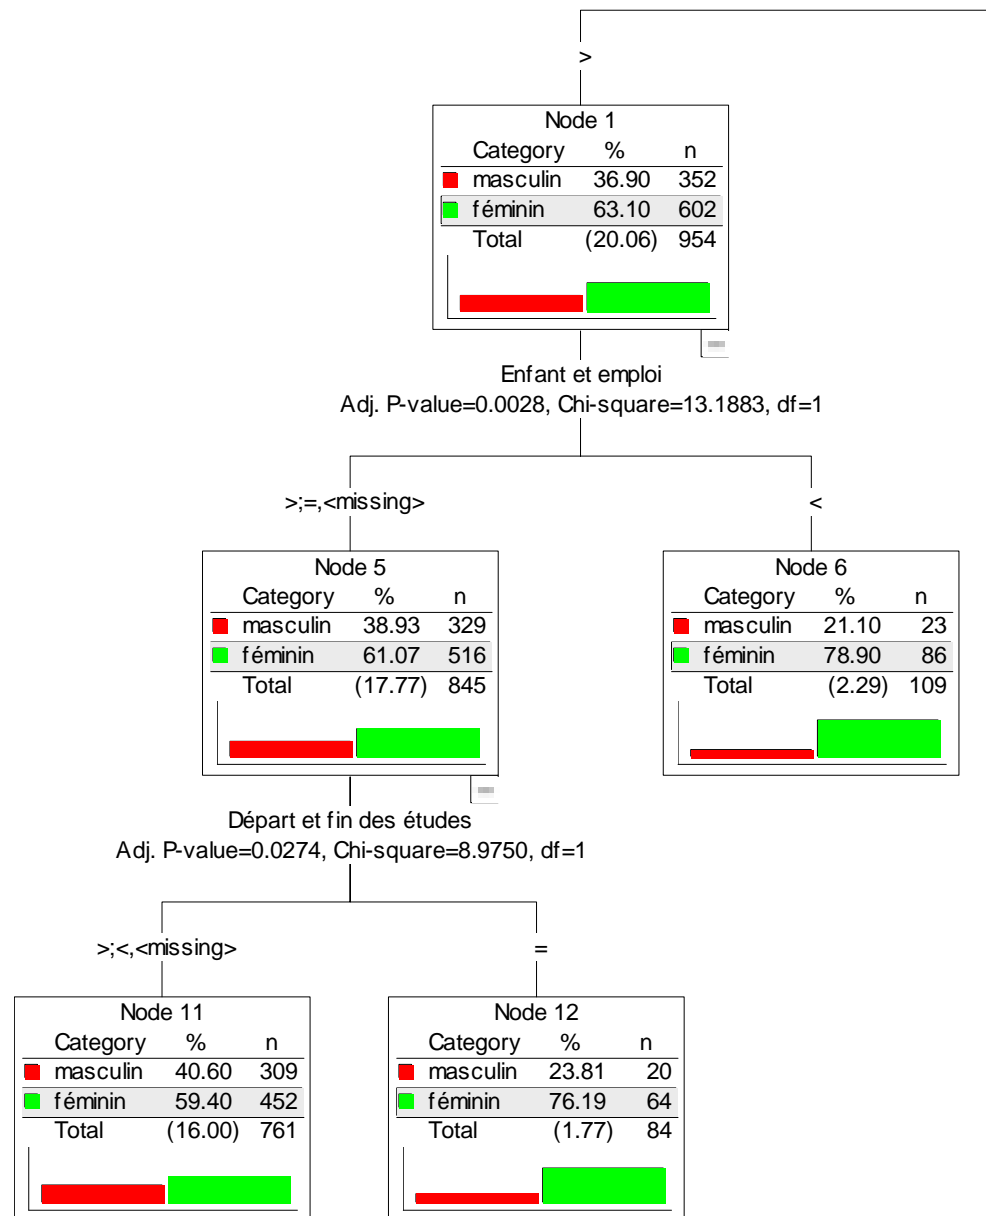 >
Node 1
Category % n
masculin 36.90 352
féminin 63.10 602
Total (20.06) 954
Enfant et emploi
Adj. P-value=0.0028, Chi-square=13.1883, df=1
>;=,<missing>
<
Node 5
Category % n
masculin 38.93 329
féminin 61.07 516
Total (17.77) 845
Node 6
Category % n
masculin 21.10 23
féminin 78.90 86
Total (2.29) 109
Départ et fin des études
Adj. P-value=0.0274, Chi-square=8.9750, df=1
>;<,<missing>
=
Node 11
Category % n
masculin 40.60 309
féminin 59.40 452
Total (16.00) 761
Node 12
Category % n
masculin 23.81 20
féminin 76.19 64
Total (1.77) 84